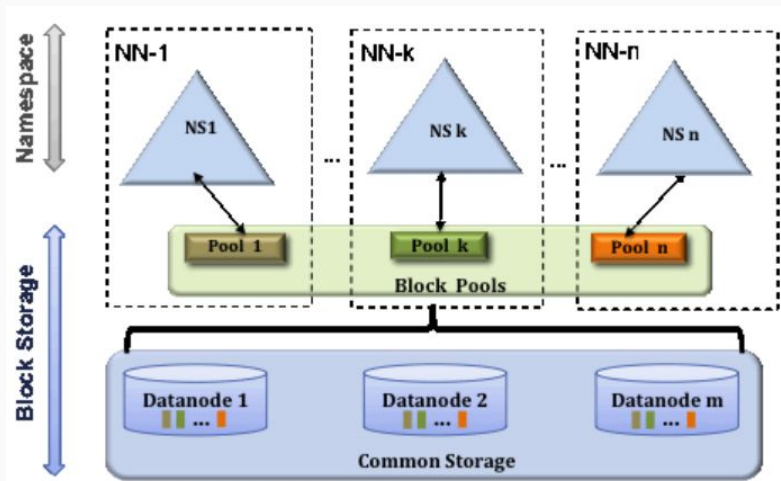 Namespace
Block Storage
NN-1
NN-k
NN-n
NS1
NS k
NS n
...
...
Pool 1
Pool k
Pool n
Block Pools
Datanode 1
...
Datanode 2
...
Datanode m
...
Common Storage